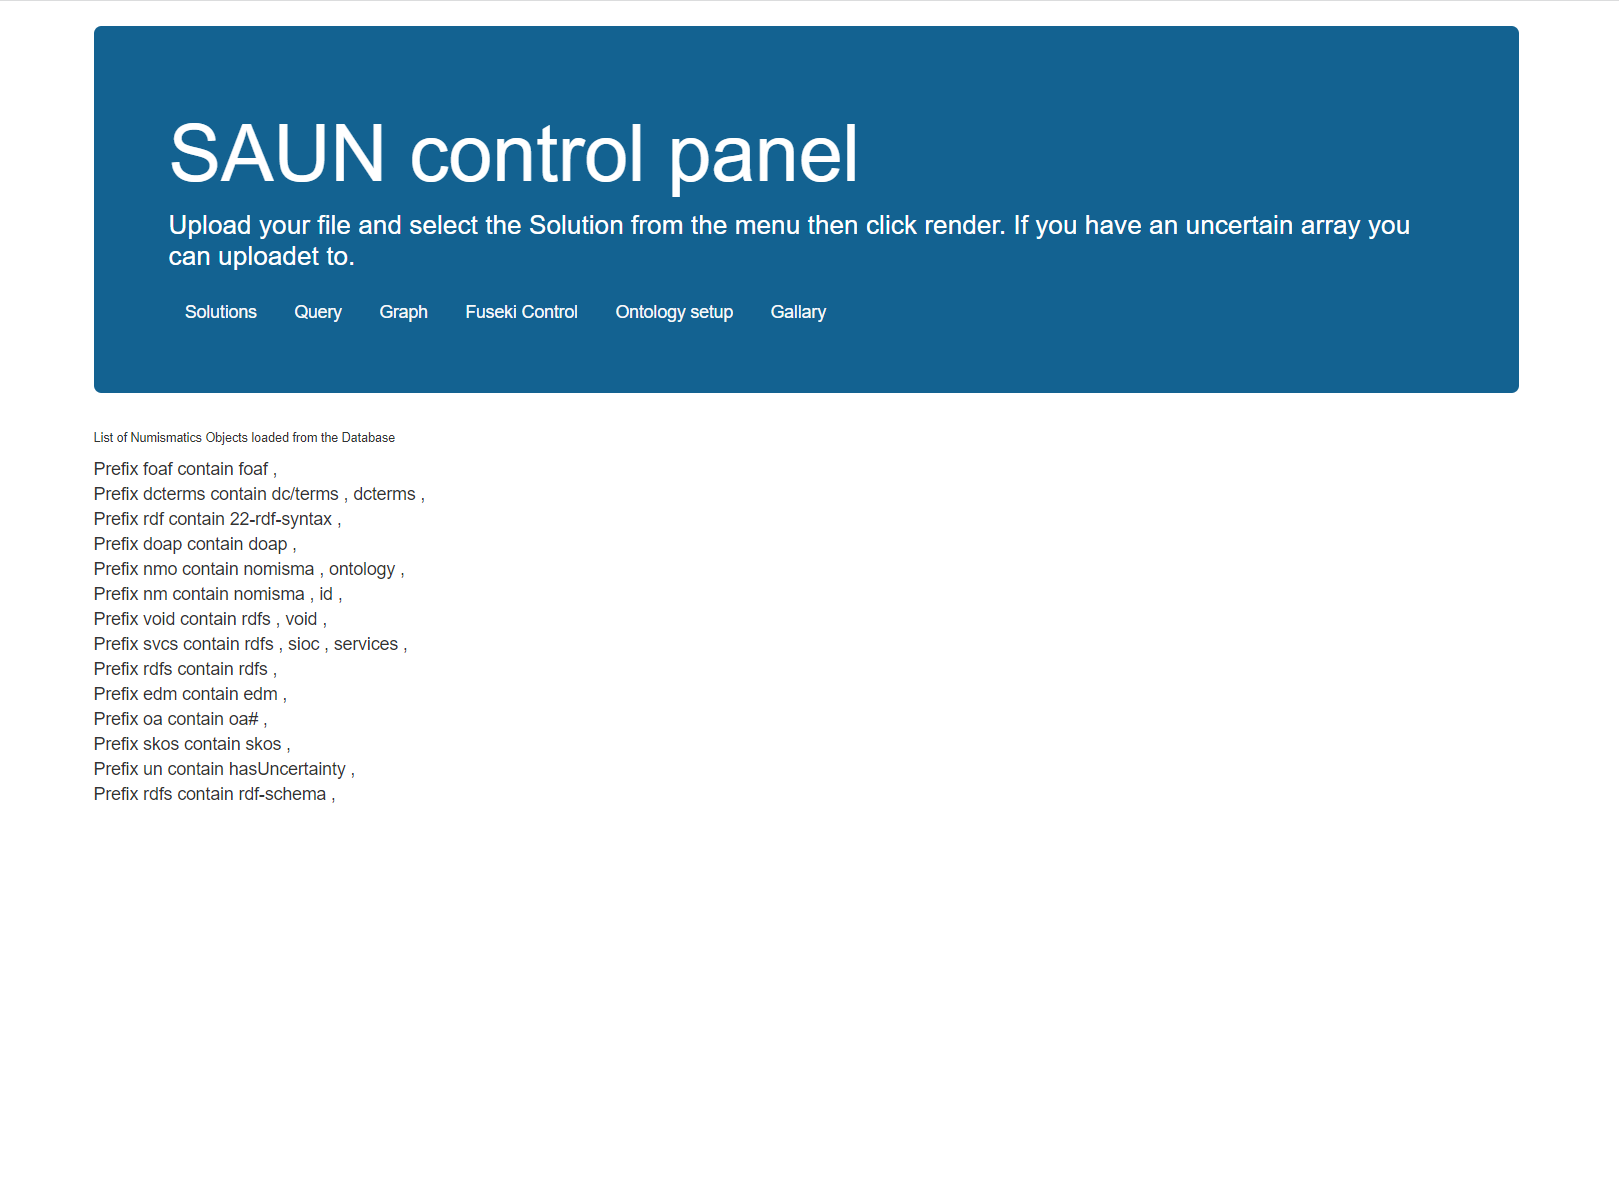 SAUN control panel
Upload your file and select the Solution from the menu then click render. If you have an uncertain array you
can uploadet to.
Solutions Query Graph Fuseki Control Ontology setup Gallary
List of Numismatics Objects loaded from the Database
Prefix foaf contain foaf ,
Prefix dcterms contain dc/terms , dcterms ,
Prefix rdf contain 22-rdf-syntax ,
Prefix doap contain doap ,
Prefix nmo contain nomisma , ontology ,
Prefix nm contain nomisma , id ,
Prefix void contain rdfs , void ,
Prefix svcs contain rdfs , sioc , services ,
Prefix rdfs contain rdfs ,
Prefix edm contain edm ,
Prefix oa contain oa# ,
Prefix skos contain skos ,
Prefix un contain hasUncertainty ,
Prefix rdfs contain rdf-schema ,